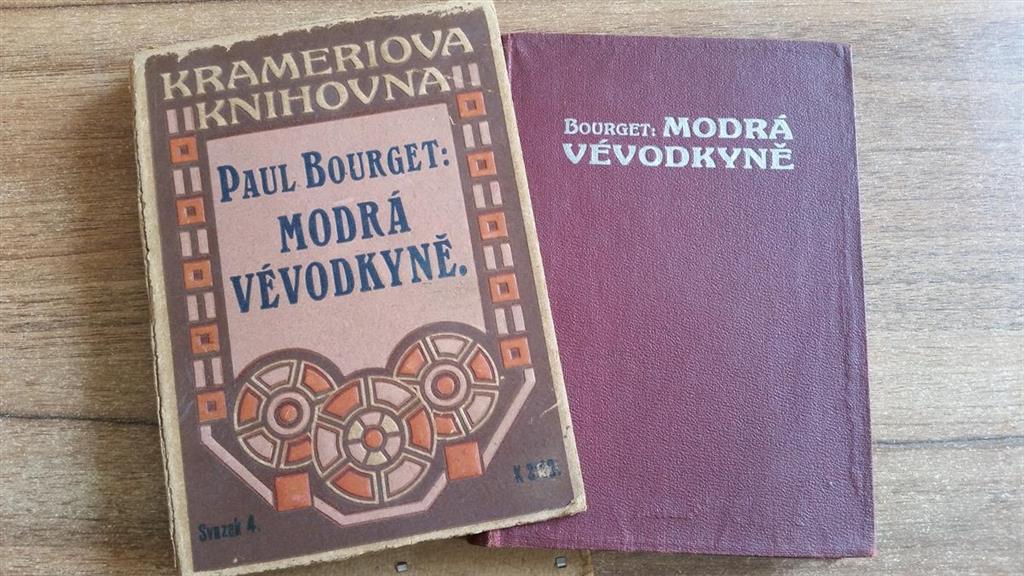 KRAMERIOVA
KNIHOVNA
PAUL BOURGET:
MODRÁ
VÉVODKYNĚ.
Svazek 4.
BOURGET: MODRÁ
VÉVODKYNĚ